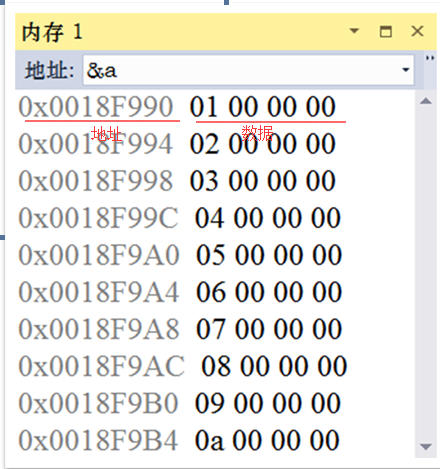 内存 1
地址: &a
0x0018F990 01 00 00 00
地址 数据
0x0018F994 02 00 00 00
0x0018F998 03 00 00 00
0x0018F99C 04 00 00 00
0x0018F9A0 05 00 00 00
0x0018F9A4 06 00 00 00
0x0018F9A8 07 00 00 00
0x0018F9AC 08 00 00 00
0x0018F9B0 09 00 00 00
0x0018F9B4 0a 00 00 00